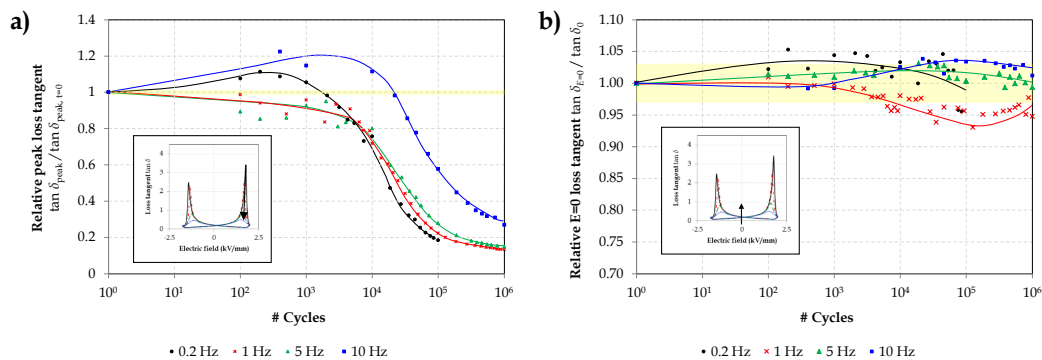 a)
Relative peak loss tangent
tan δpeak / tan δpeak, t=0
1.4
1.2
1
0.8
0.6
0.4
0.2
0
10⁰
10¹
10²
10³
10⁴
10⁵
10⁶
# Cycles
Loss tangent tan δ
4
3
2
1
0
-2.5
0
2.5
Electric field (kV/mm)
0.2 Hz
1 Hz
5 Hz
10 Hz
b)
Relative E=0 loss tangent tan δE=0 / tan δ0
1.10
1.05
1.00
0.95
0.90
0.85
0.80
0.75
0.70
10⁰
10¹
10²
10³
10⁴
10⁵
10⁶
# Cycles
Loss tangent tan δ
4
3
2
1
0
-2.5
0
2.5
Electric field (kV/mm)
0.2 Hz
1 Hz
5 Hz
10 Hz